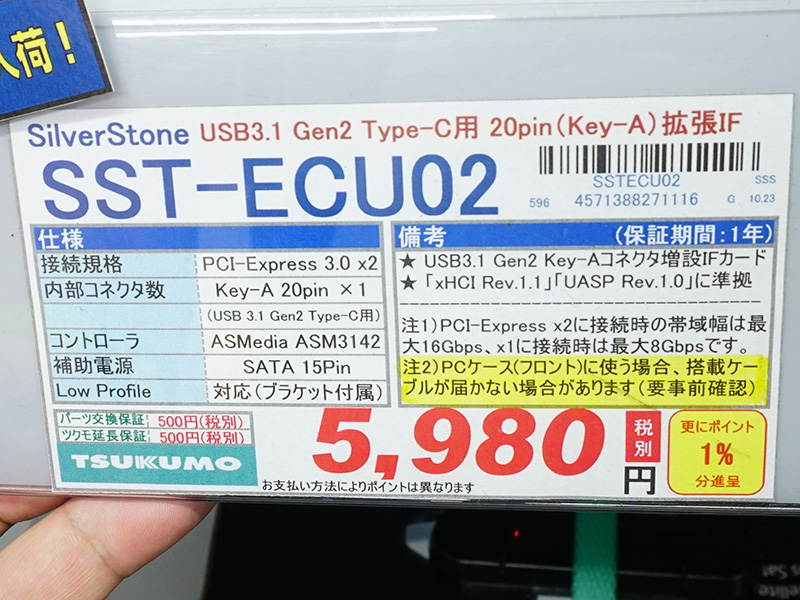 入荷！
SilverStone USB3.1 Gen2 Type-C用 20pin(Key-A)拡張IF
SST-ECU02
SSTECU02 SSS
596 4571388271116 G 10.23
仕様
接続規格 PCI-Express 3.0 x2
内部コネクタ数 Key-A 20pin ×1
(USB 3.1 Gen2 Type-C用)
コントローラ ASMedia ASM3142
補助電源 SATA 15Pin
Low Profile 対応(ブラケット付属)
備考 (保証期間:1年)
★ USB3.1 Gen2 Key-Aコネクタ増設IFカード
★ 「xHCI Rev.1.1」「UASP Rev.1.0」に準拠
注1)PCI-Express x2に接続時の帯域幅は最
大16Gbps、x1に接続時は最大8Gbpsです。
注2)PCケース(フロント)に使う場合、搭載ケー
ブルが届かない場合があります(要事前確認)
パーツ交換保証 500円(税別)
ツクモ延長保証 500円(税別)
TSUKUMO
5,980 税別 円
お支払い方法によりポイントは異なります
更にポイント
1%
分進呈